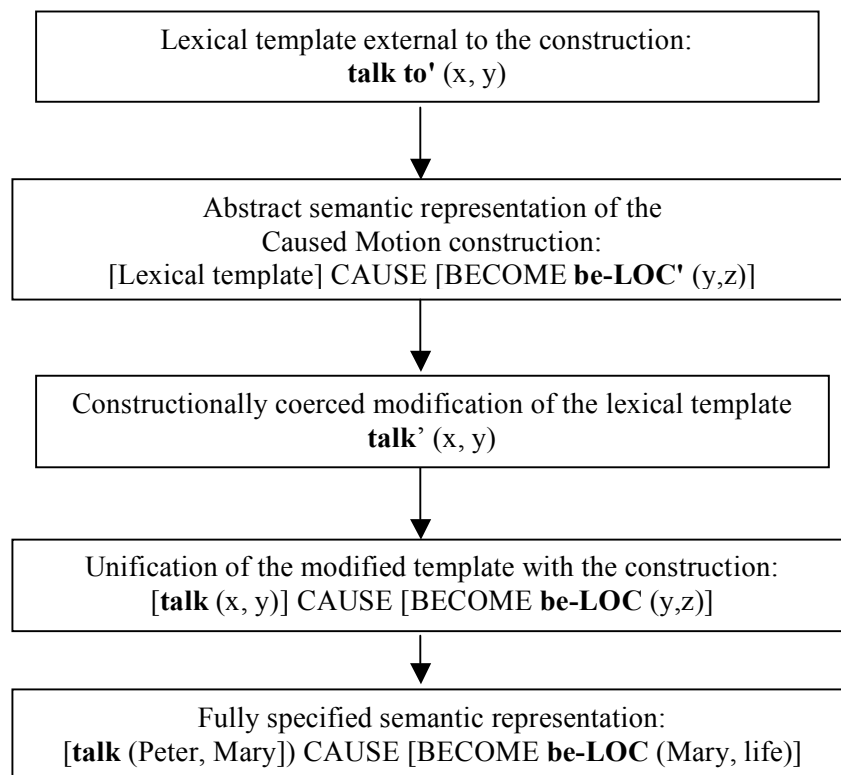 Lexical template external to the construction:
talk to' (x, y)
Abstract semantic representation of the
Caused Motion construction:
[Lexical template] CAUSE [BECOME be-LOC' (y,z)]
Constructionally coerced modification of the lexical template
talk’ (x, y)
Unification of the modified template with the construction:
[talk (x, y)] CAUSE [BECOME be-LOC (y,z)]
Fully specified semantic representation:
[talk (Peter, Mary]) CAUSE [BECOME be-LOC (Mary, life)]